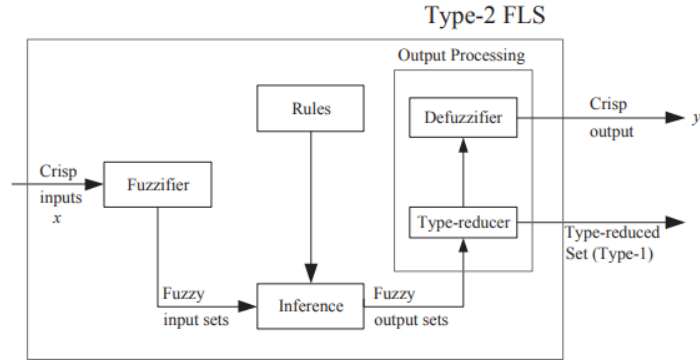 Type-2 FLS
Output Processing
Rules
Defuzzifier
Crisp
output
y
Crisp
inputs
x
Fuzzifier
Type-reducer
Type-reduced
Set (Type-1)
Fuzzy
input sets
Inference
Fuzzy
output sets